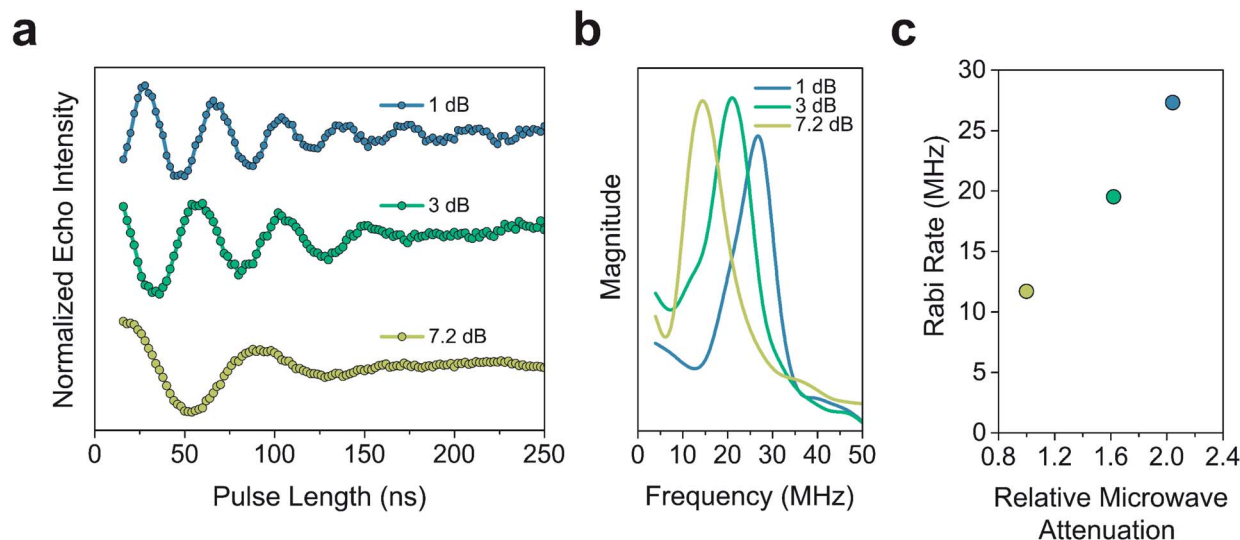 a
Normalized Echo Intensity
1 dB
3 dB
7.2 dB
0
50
100
150
200
250
Pulse Length (ns)
b
Magnitude
1 dB
3 dB
7.2 dB
0
10
20
30
40
50
Frequency (MHz)
c
Rabi Rate (MHz)
30
25
20
15
10
5
0
0.8
1.2
1.6
2.0
2.4
Relative Microwave
Attenuation